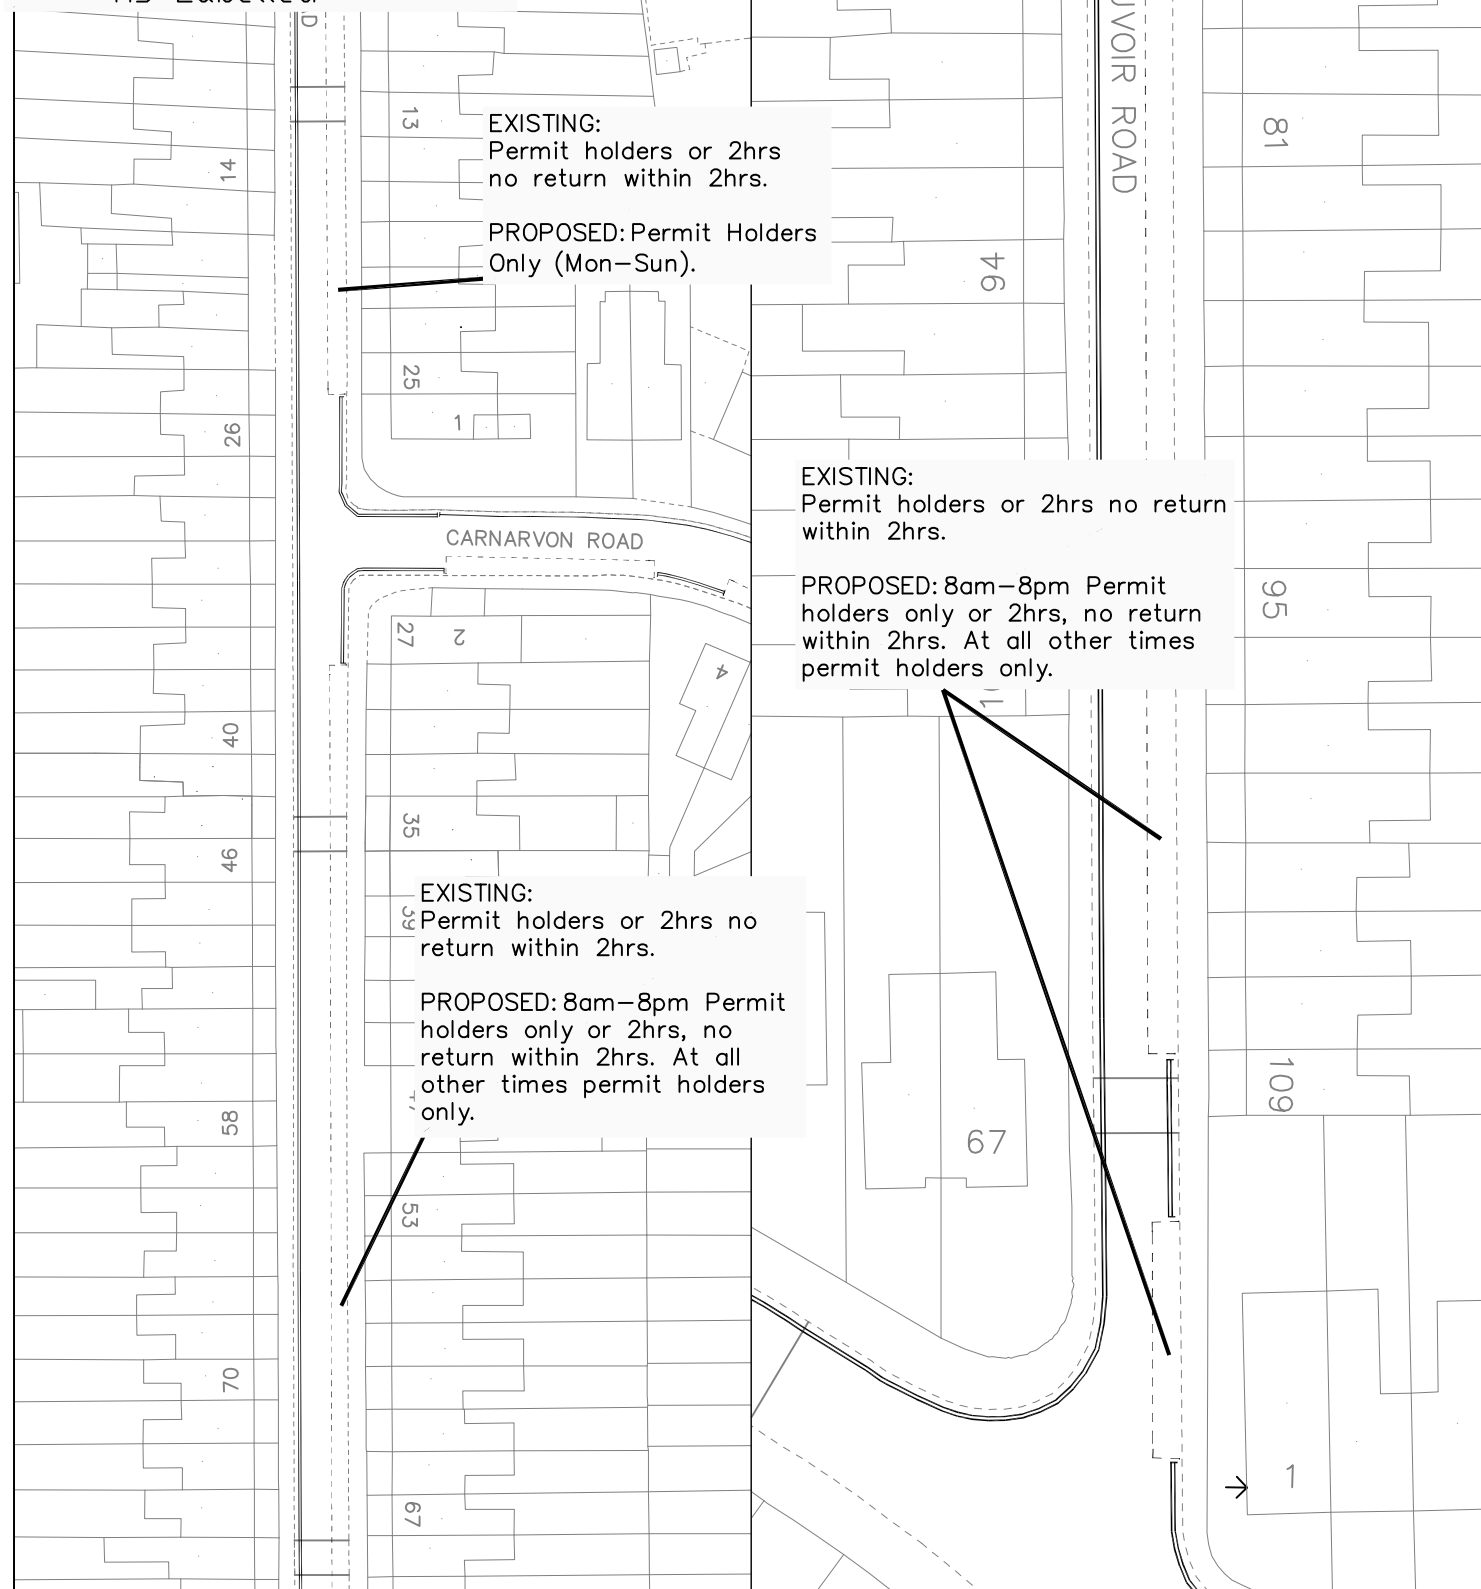 13
14
EXISTING:
Permit holders or 2hrs
no return within 2hrs.
PROPOSED: Permit Holders
Only (Mon-Sun).
25
1
26
CARNARVON ROAD
27
2
4
40
35
46
39
EXISTING:
Permit holders or 2hrs no
return within 2hrs.
PROPOSED: 8am-8pm Permit
holders only or 2hrs, no
return within 2hrs. At all
other times permit holders
only.
58
53
70
67
UVOIR ROAD
81
94
EXISTING:
Permit holders or 2hrs no return
within 2hrs.
PROPOSED: 8am-8pm Permit
holders only or 2hrs, no return
within 2hrs. At all other times
permit holders only.
95
109
67
1